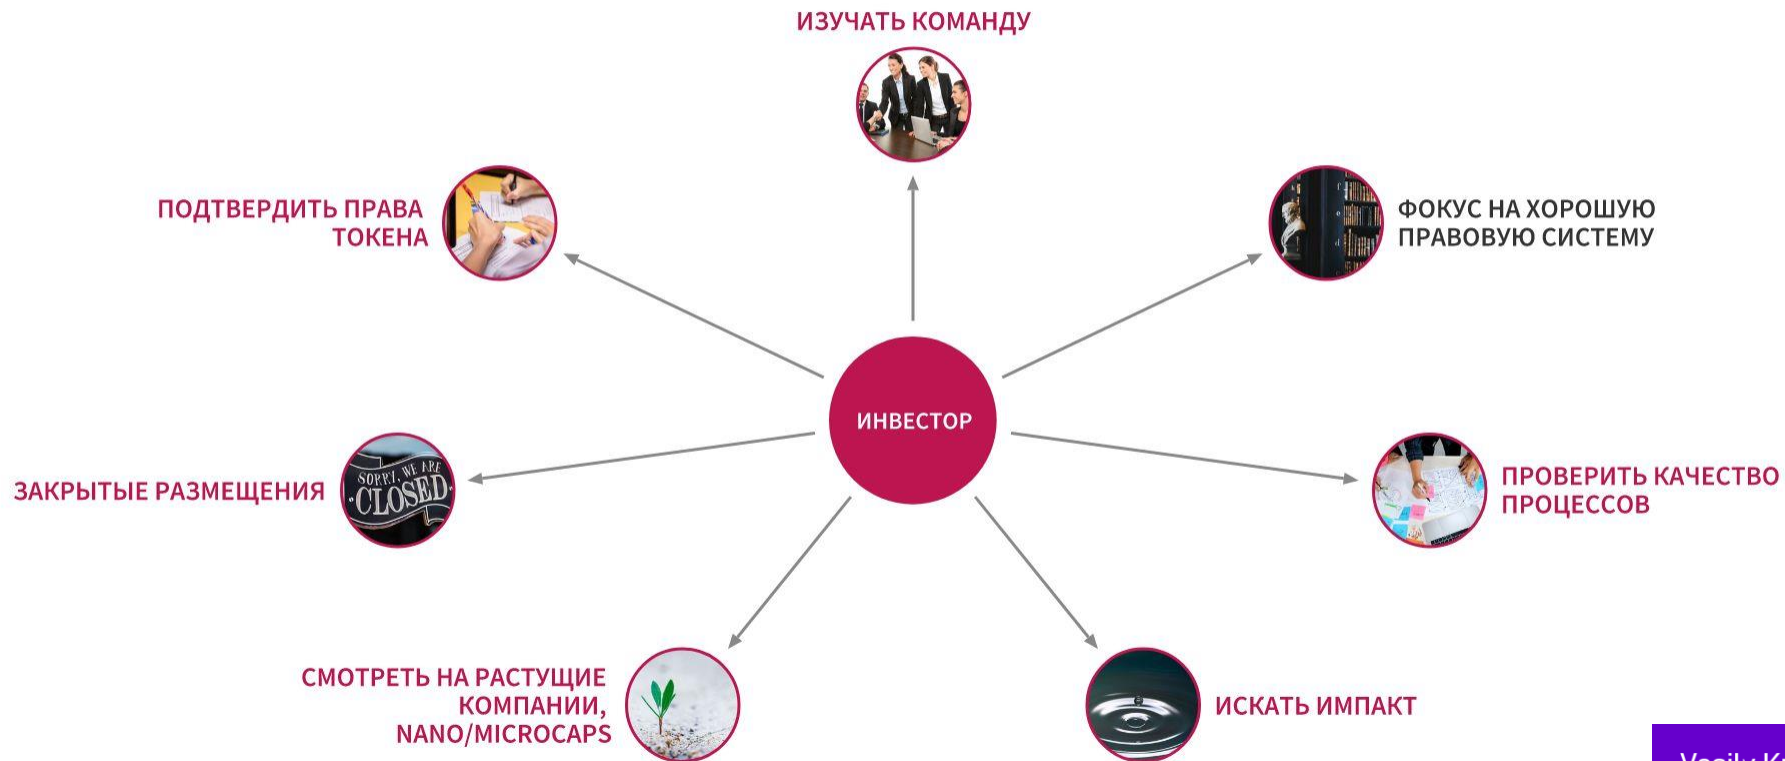 ИЗУЧАТЬ КОМАНДУ
ПОДТВЕРДИТЬ ПРАВА
ТОКЕНА
ФОКУС НА ХОРОШУЮ
ПРАВОВУЮ СИСТЕМУ
ИНВЕСТОР
ЗАКРЫТЫЕ РАЗМЕЩЕНИЯ
SORRY, WE ARE
CLOSED
ПРОВЕРИТЬ КАЧЕСТВО
ПРОЦЕССОВ
СМОТРЕТЬ НА РАСТУЩИЕ
КОМПАНИИ,
NANO/MICROCAPS
ИСКАТЬ ИМПАКТ
Vasily